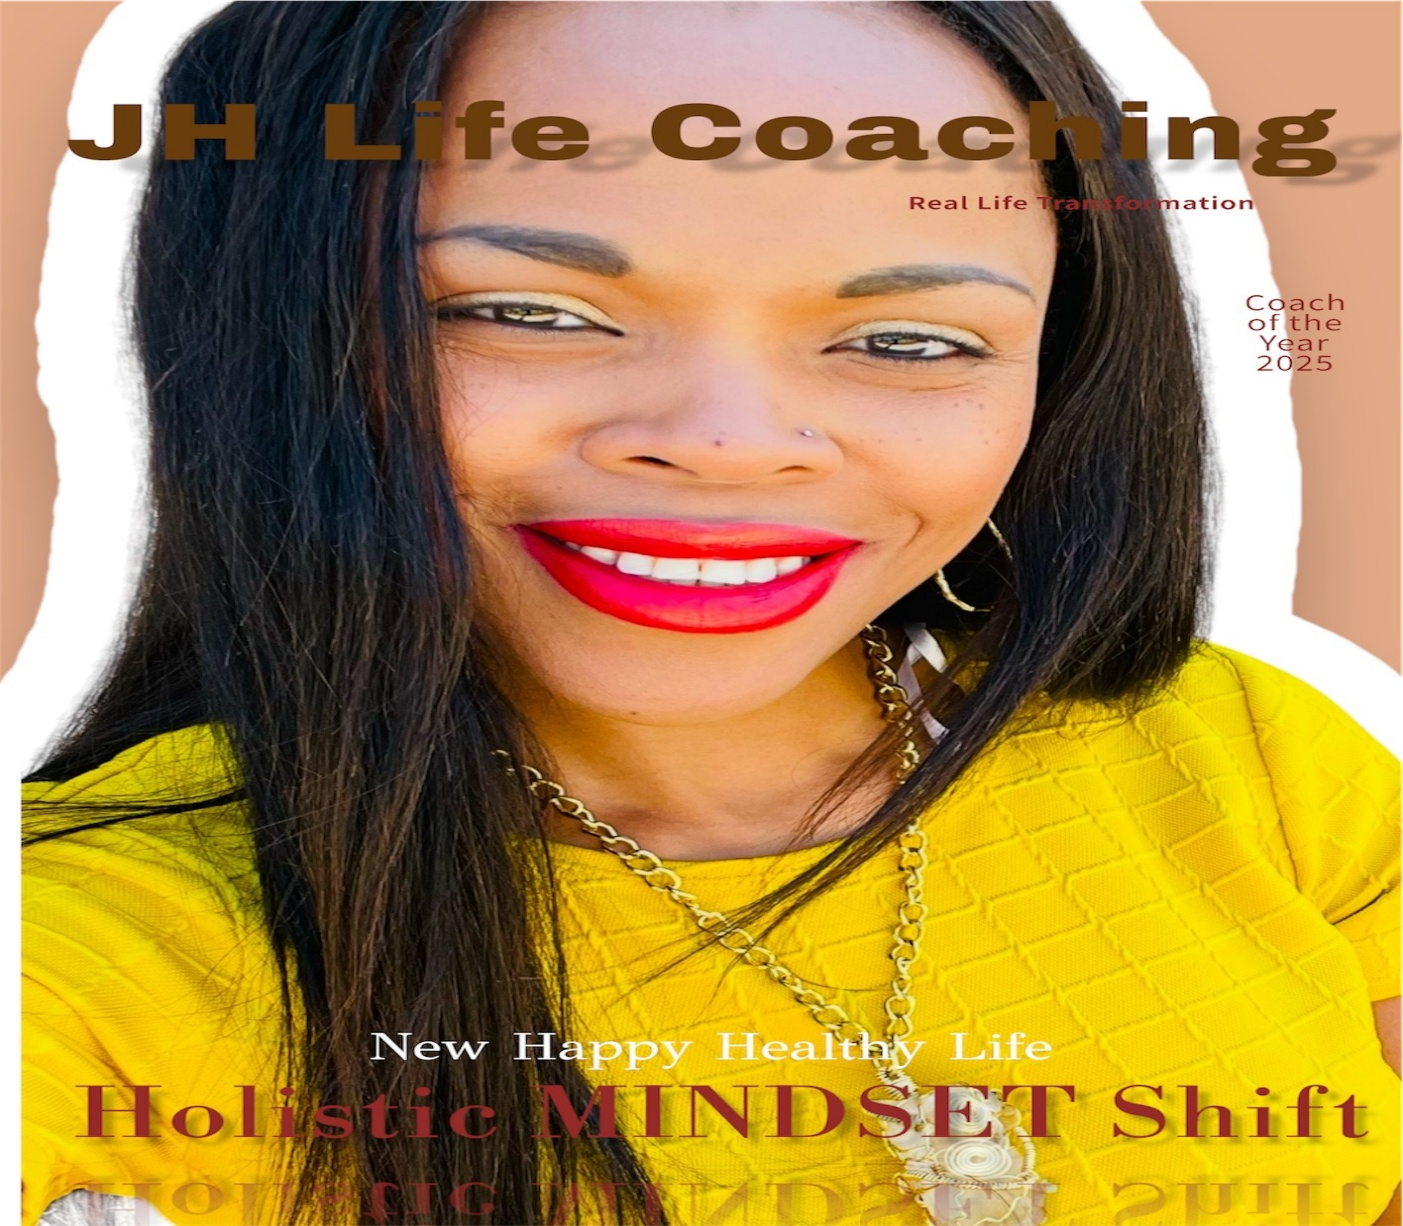 JH Life Coaching
Real Life Transformation
Coach
of the
Year
2025
New Happy Healthy Life
Holistic MINDSET Shift